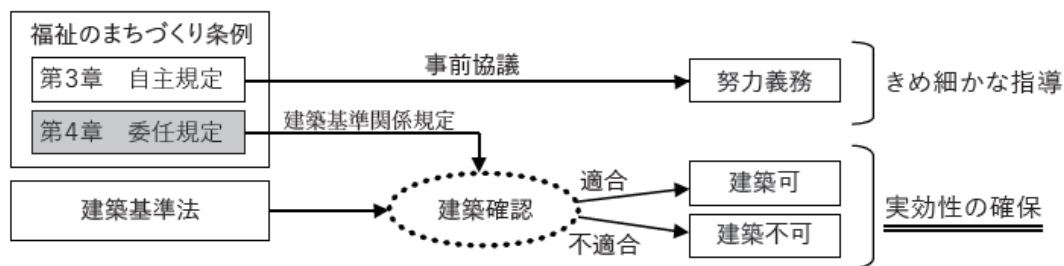 福祉のまちづくり条例
第3章 自主規定
事前協議
努力義務
きめ細かな指導
第4章 委任規定
建築基準関係規定
建築基準法
建築確認
適合
建築可
不適合
建築不可
実効性の確保